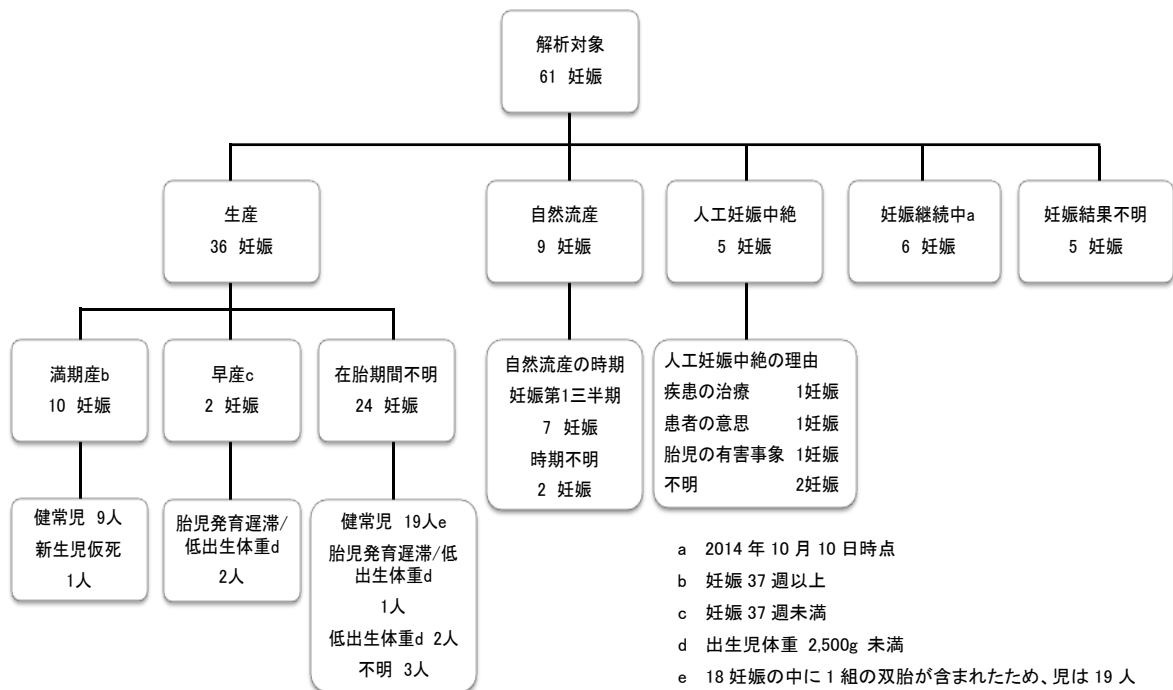 解析対象
61 妊娠
生産
36 妊娠
自然流産
9 妊娠
人工妊娠中絶
5 妊娠
妊娠継続中a
6 妊娠
妊娠結果不明
5 妊娠
満期産b
10 妊娠
早産c
2 妊娠
在胎期間不明
24 妊娠
自然流産の時期
妊娠第1三半期
7 妊娠
時期不明
2 妊娠
人工妊娠中絶の理由
疾患の治療 1妊娠
患者の意思 1妊娠
胎児の有害事象 1妊娠
不明 2妊娠
健常児 9人
新生児仮死
1人
胎児発育遅滞/
低出生体重d
2人
健常児 19人e
胎児発育遅滞/低
出生体重d
1人
低出生体重d 2人
不明 3人
a 2014 年 10 月 10 日時点
b 妊娠 37 週以上
c 妊娠 37 週未満
d 出生児体重 2,500g 未満
e 18 妊娠の中に 1 組の双胎が含まれたため、児は 19 人